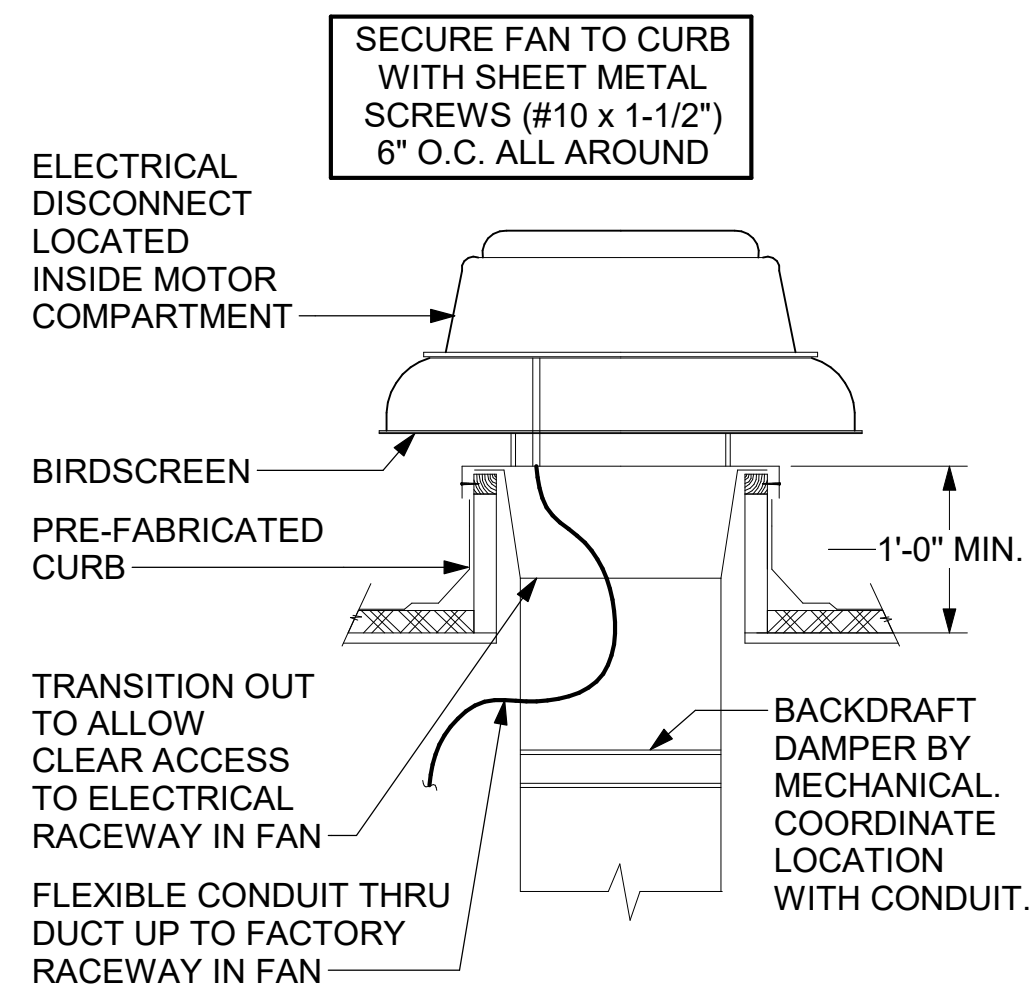 SECURE FAN TO CURB
WITH SHEET METAL
SCREWS (#10 x 1-1/2")
6" O.C. ALL AROUND
ELECTRICAL
DISCONNECT
LOCATED
INSIDE MOTOR
COMPARTMENT
BIRDSCREEN
PRE-FABRICATED
CURB
1'-0" MIN.
TRANSITION OUT
TO ALLOW
CLEAR ACCESS
TO ELECTRICAL
RACEWAY IN FAN
BACKDRAFT
DAMPER BY
MECHANICAL.
COORDINATE
LOCATION
WITH CONDUIT.
FLEXIBLE CONDUIT THRU
DUCT UP TO FACTORY
RACEWAY IN FAN